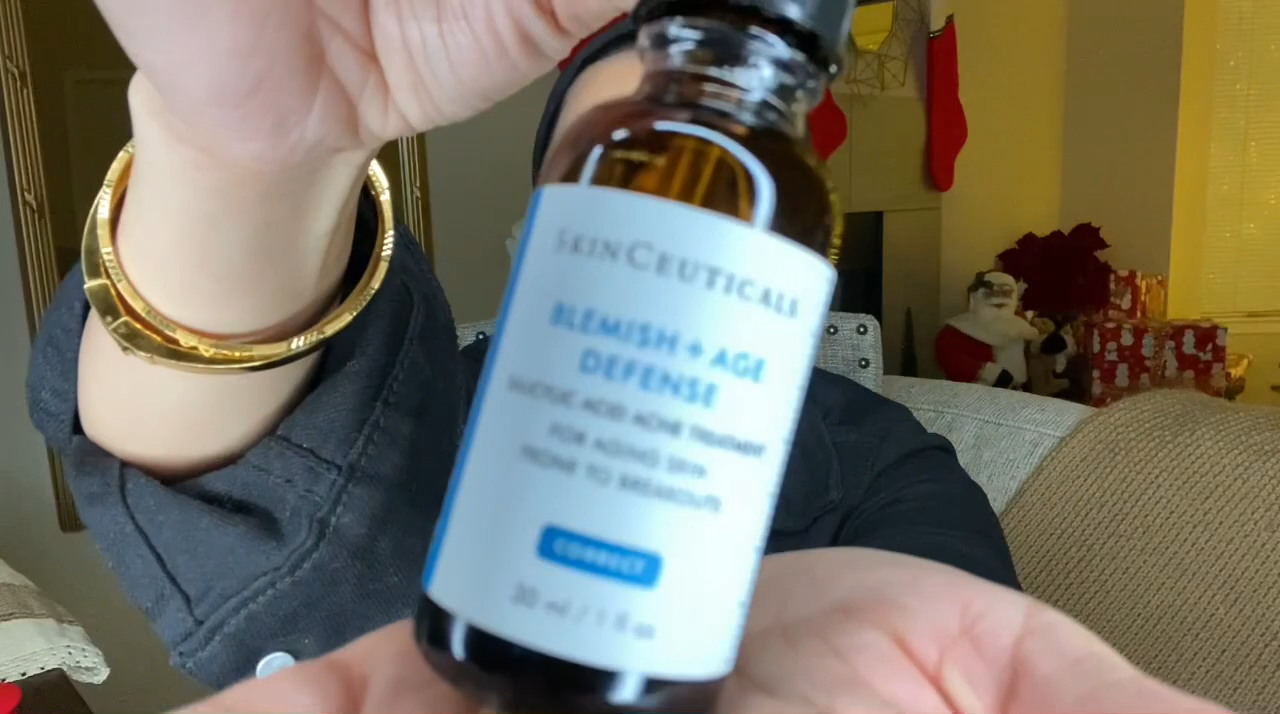 SKINCEUTICALS
BLEMISH + AGE
DEFENSE
SALICYLIC ACID ACNE TREATMENT
FOR AGING SKIN
PRONE TO BREAKOUTS
CORRECT
30 ml / 1 fl oz